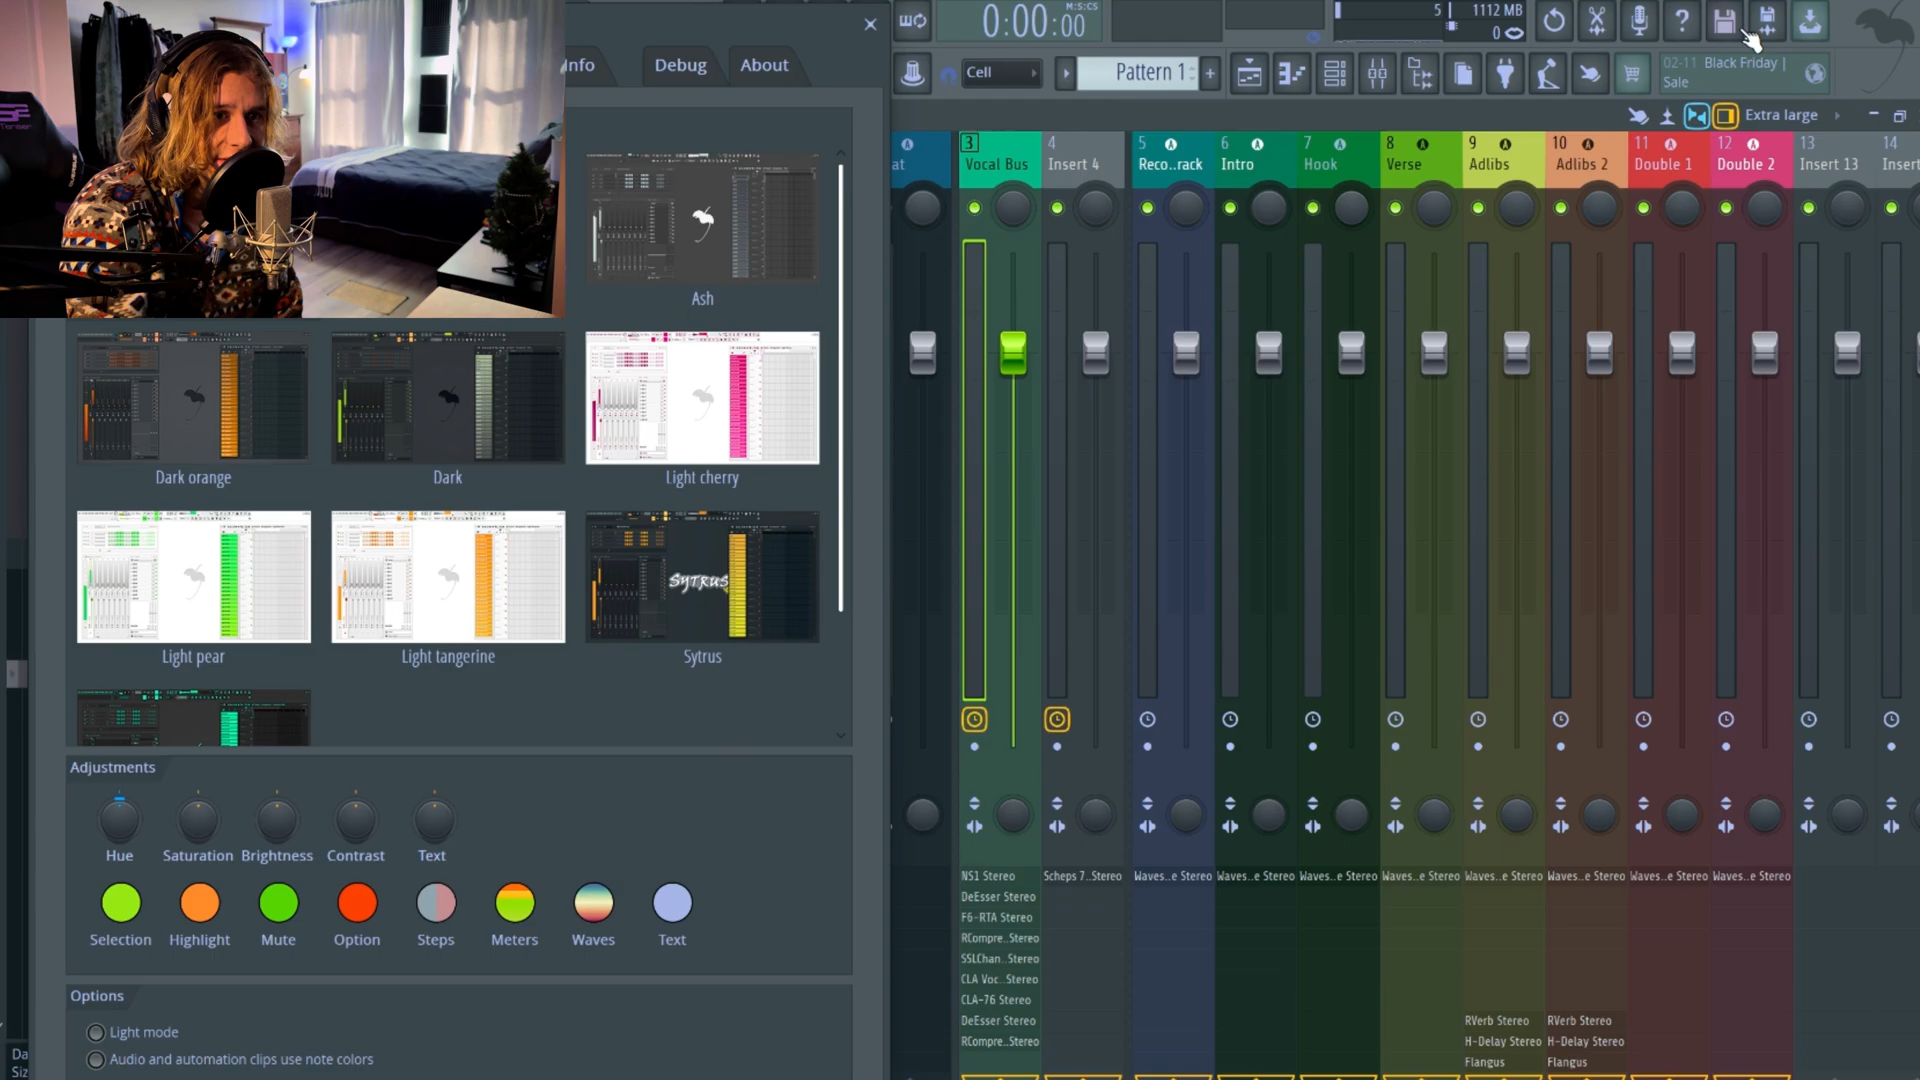 nfo
Debug
About
Ash
Dark orange
Dark
Light cherry
Light pear
Light tangerine
SYTRUS
Sytrus
Adjustments
Hue
Saturation
Brightness
Contrast
Text
Selection
Highlight
Mute
Option
Steps
Meters
Waves
Text
Options
Light mode
Audio and automation clips use note colors
Da
Siz
0:00:00
M:S:CS
5
1112 MB
0
Cell
Pattern 1
+
02-11 Black Friday |
Sale
Extra large
at
3
Vocal Bus
4
Insert 4
5
Reco..rack
6
Intro
7
Hook
8
Verse
9
Adlibs
10
Adlibs 2
11
Double 1
12
Double 2
13
Insert 13
14
Insert
NS1 Stereo
DeEsser Stereo
F6-RTA Stereo
RCompre..Stereo
SSLChan..Stereo
CLA Voc..Stereo
CLA-76 Stereo
DeEsser Stereo
RCompre..Stereo
Scheps 7..Stereo
Waves..e Stereo
Waves..e Stereo
Waves..e Stereo
Waves..e Stereo
Waves..e Stereo
RVerb Stereo
H-Delay Stereo
Flangus
Waves..e Stereo
RVerb Stereo
H-Delay Stereo
Flangus
Waves..e Stereo
Waves..e Stereo